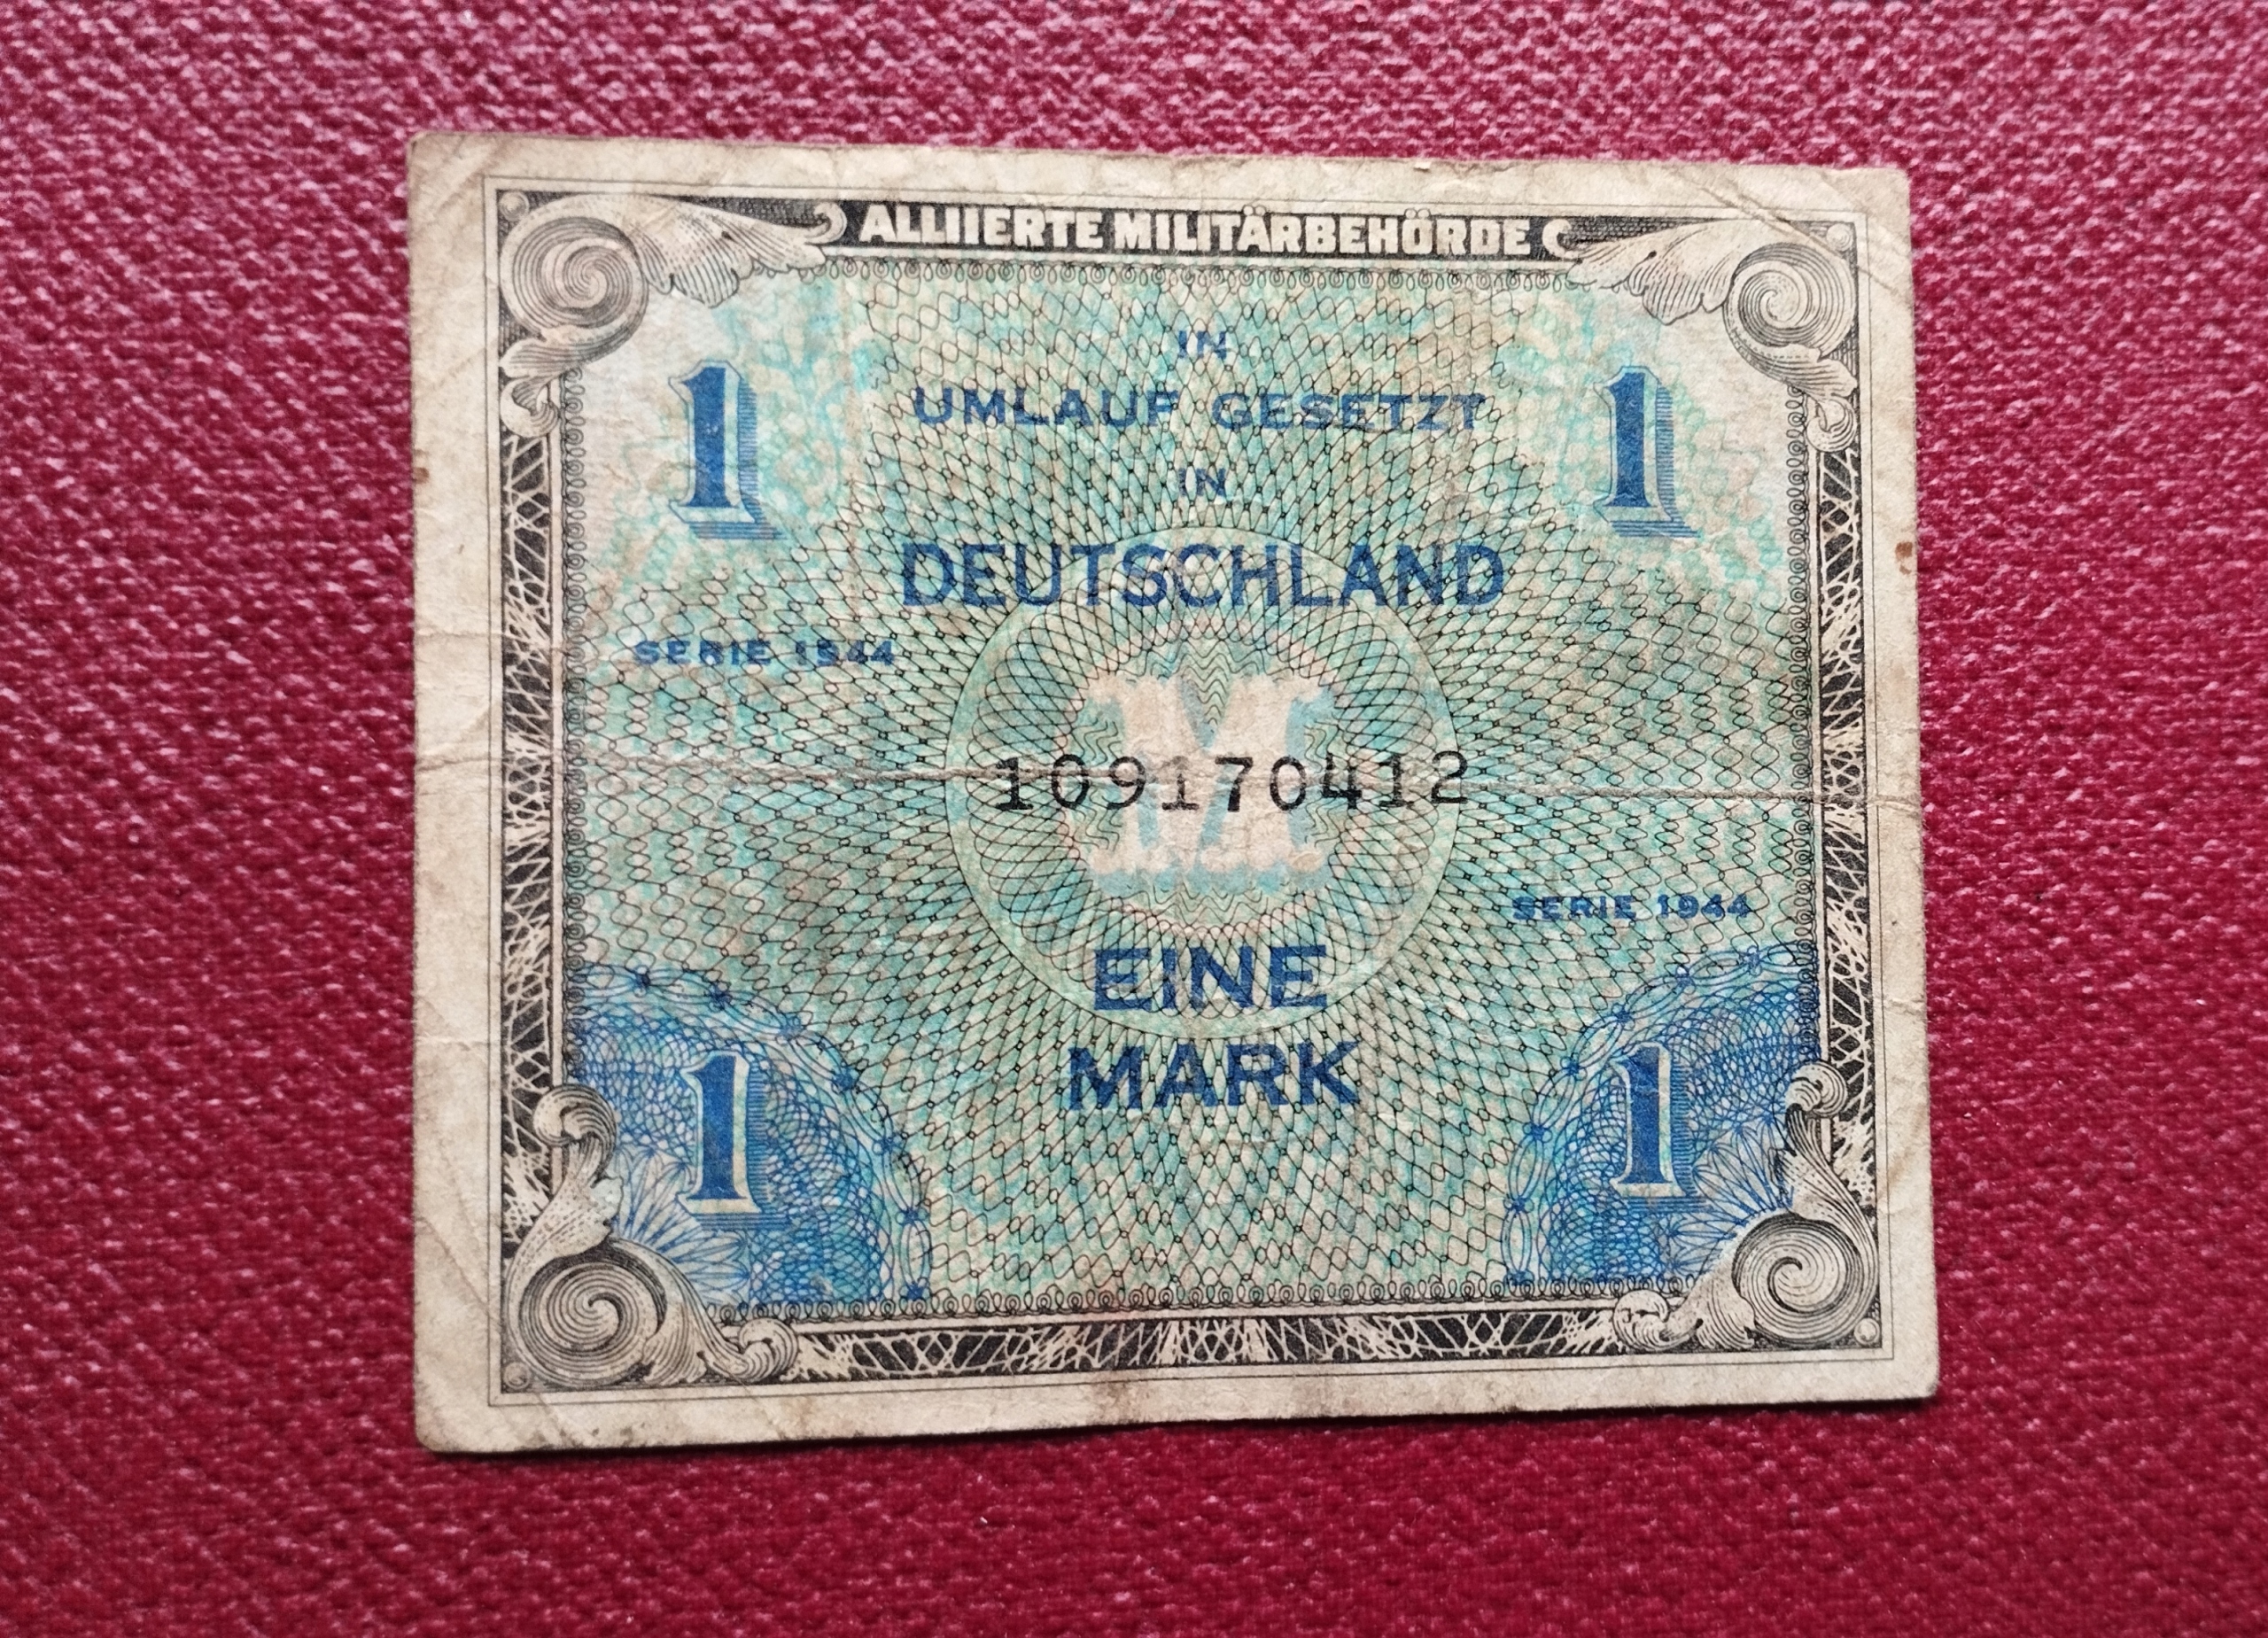 ALLIIERTE MILITÄRBEHÖRDE
IN
1 UMLAUF GESETZT 1
IN
DEUTSCHLAND
SERIE 1944
M
109170412
SERIE 1944
EINE
1 MARK 1